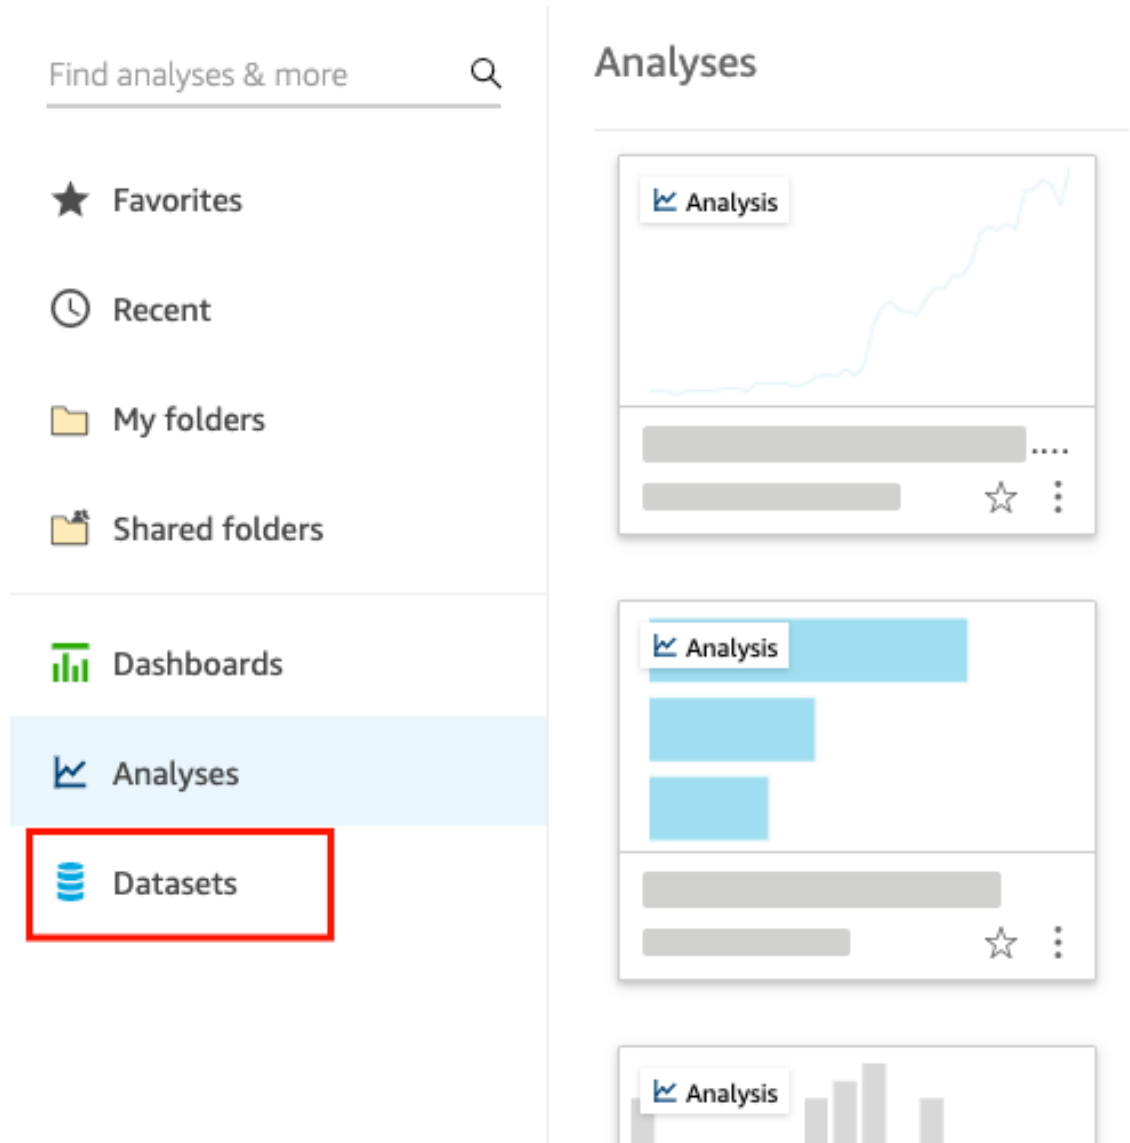 Find analyses & more
Favorites
Recent
My folders
Shared folders
Dashboards
Analyses
Datasets
Analyses
Analysis
....
Analysis
Analysis